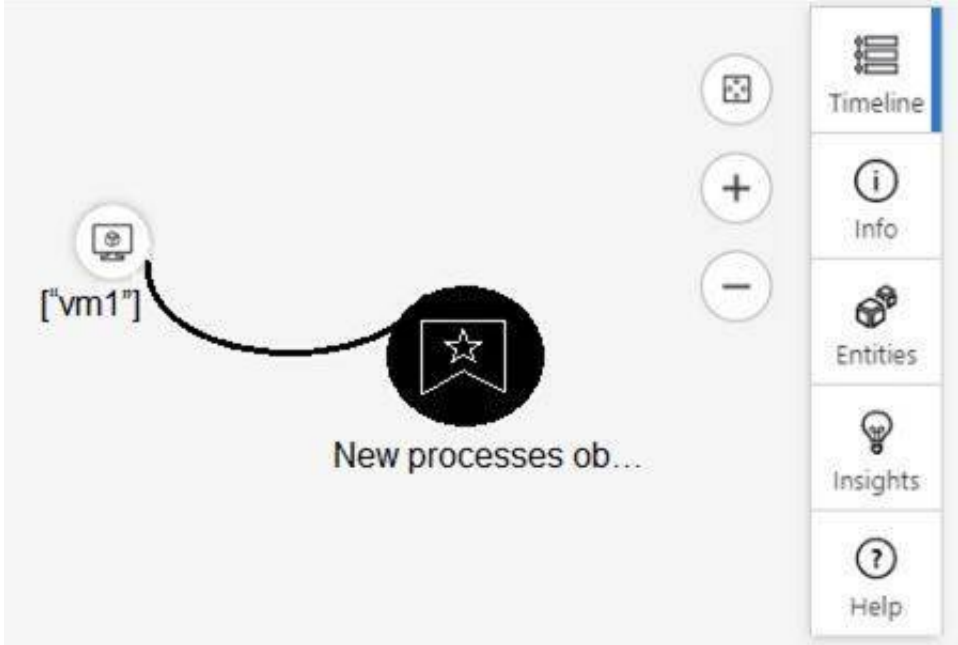 Timeline
Info
["vm1"]
Entities
New processes ob...
Insights
Help